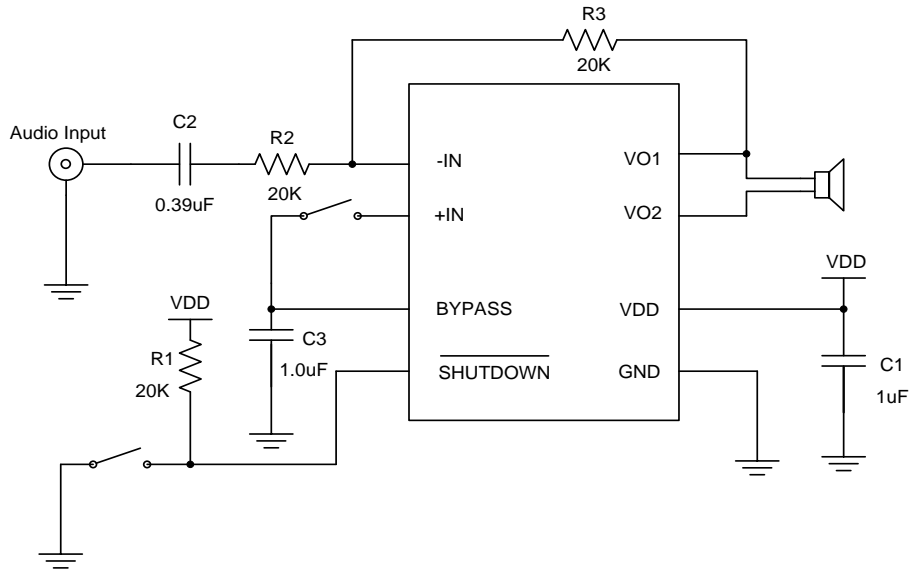 R3
20K
Audio Input
C2
0.39uF
R2
20K
-IN
+IN
BYPASS
SHUTDOWN
VO1
VO2
VDD
GND
VDD
R1
20K
C3
1.0uF
VDD
C1
1uF